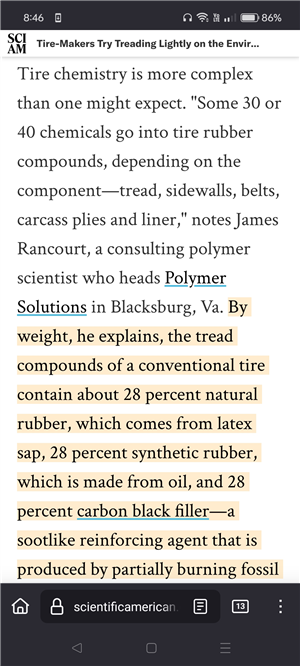 8:46
86%
SCI Tire-Makers Try Treading Lightly on the Envir...
AM
Tire chemistry is more complex
than one might expect. "Some 30 or
40 chemicals go into tire rubber
compounds, depending on the
component—tread, sidewalls, belts,
carcass plies and liner," notes James
Rancourt, a consulting polymer
scientist who heads Polymer
Solutions in Blacksburg, Va. By
weight, he explains, the tread
compounds of a conventional tire
contain about 28 percent natural
rubber, which comes from latex
sap, 28 percent synthetic rubber,
which is made from oil, and 28
percent carbon black filler—a
sootlike reinforcing agent that is
produced by partially burning fossil
scientificamerican.
13